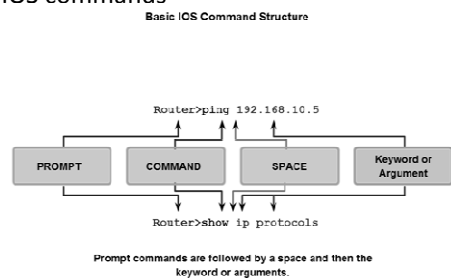 IOS commands
Basic IOS Command Structure
Router>ping 192.168.10.5
PROMPT
COMMAND
SPACE
Keyword or
Argument
Router>show ip protocols
Prompt commands are followed by a space and then the
keyword or arguments.